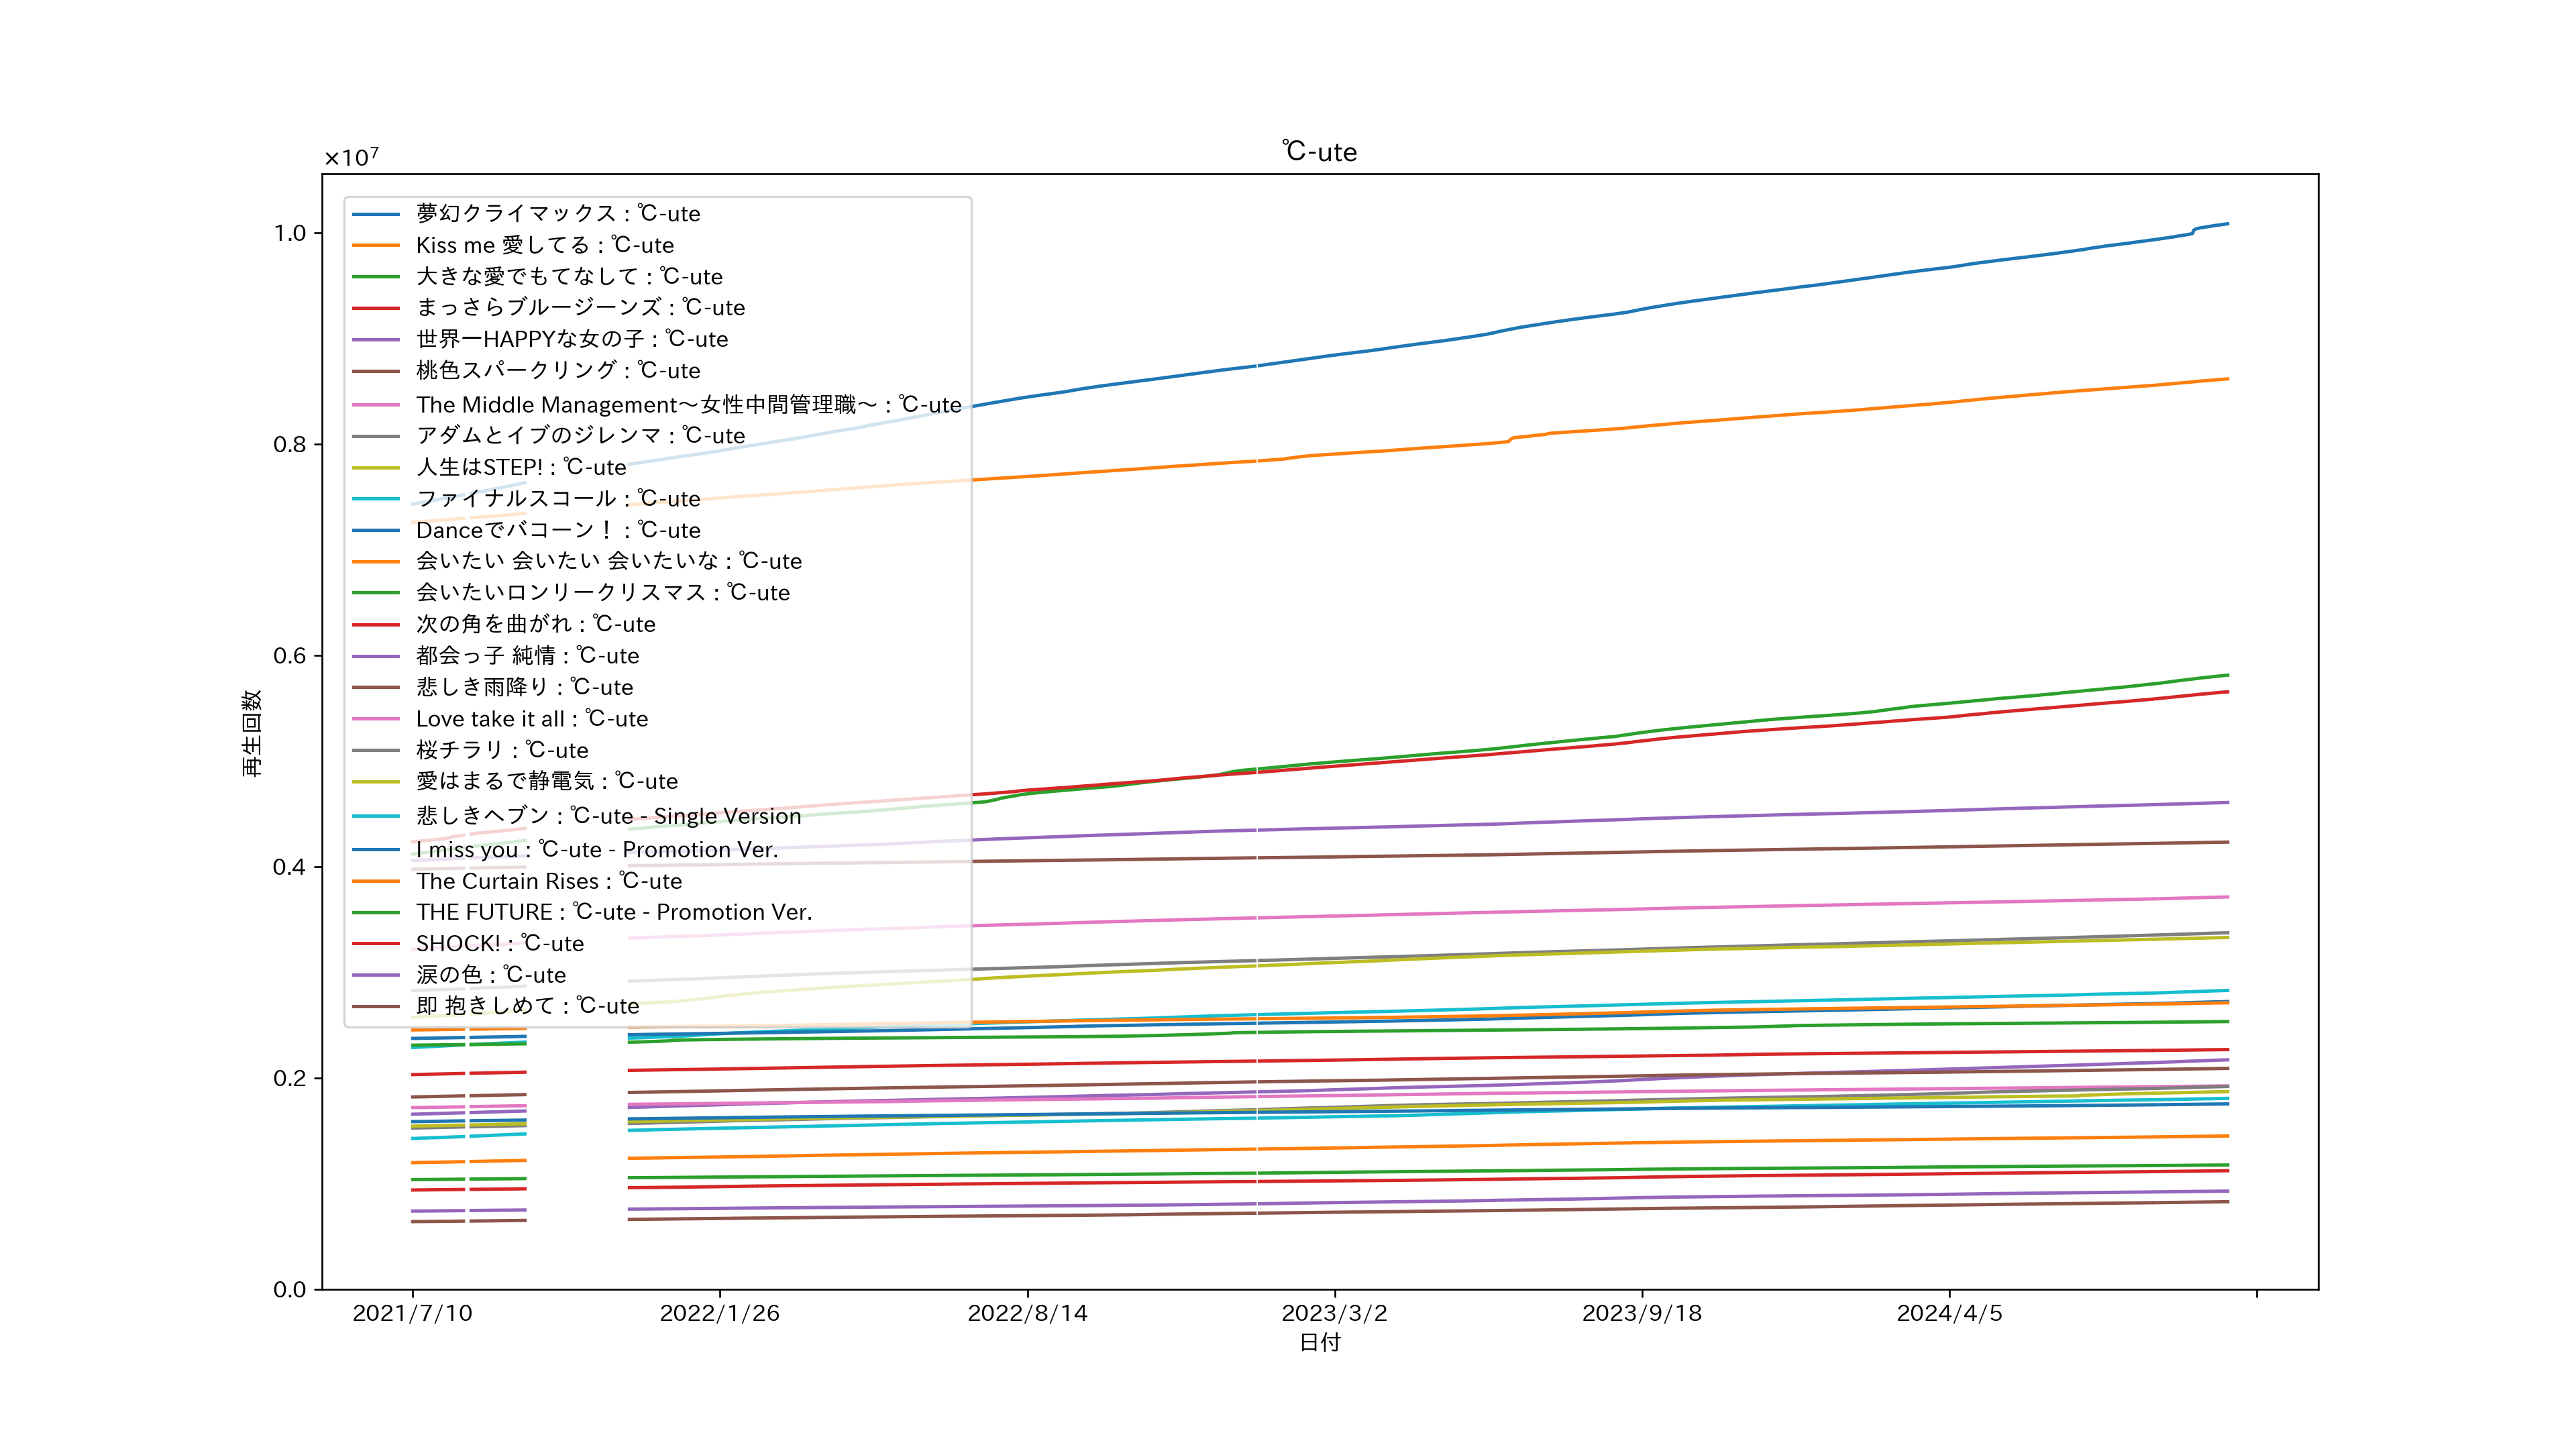 ℃-ute
×10⁷
1.0
0.8
0.6
0.4
0.2
0.0
再生回数
夢幻クライマックス : ℃-ute
Kiss me 愛してる : ℃-ute
大きな愛でもてなして : ℃-ute
まっさらブルージーンズ : ℃-ute
世界一HAPPYな女の子 : ℃-ute
桃色スパークリング : ℃-ute
The Middle Management〜女性中間管理職〜 : ℃-ute
アダムとイブのジレンマ : ℃-ute
人生はSTEP! : ℃-ute
ファイナルスコール : ℃-ute
Danceでバコーン！ : ℃-ute
会いたい 会いたい 会いたいな : ℃-ute
会いたいロンリークリスマス : ℃-ute
次の角を曲がれ : ℃-ute
都会っ子 純情 : ℃-ute
悲しき雨降り : ℃-ute
Love take it all : ℃-ute
桜チラリ : ℃-ute
愛はまるで静電気 : ℃-ute
悲しきヘブン : ℃-ute - Single Version
I miss you : ℃-ute - Promotion Ver.
The Curtain Rises : ℃-ute
THE FUTURE : ℃-ute - Promotion Ver.
SHOCK! : ℃-ute
涙の色 : ℃-ute
即 抱きしめて : ℃-ute
2021/7/10 2022/1/26 2022/8/14 2023/3/2 2023/9/18 2024/4/5
日付